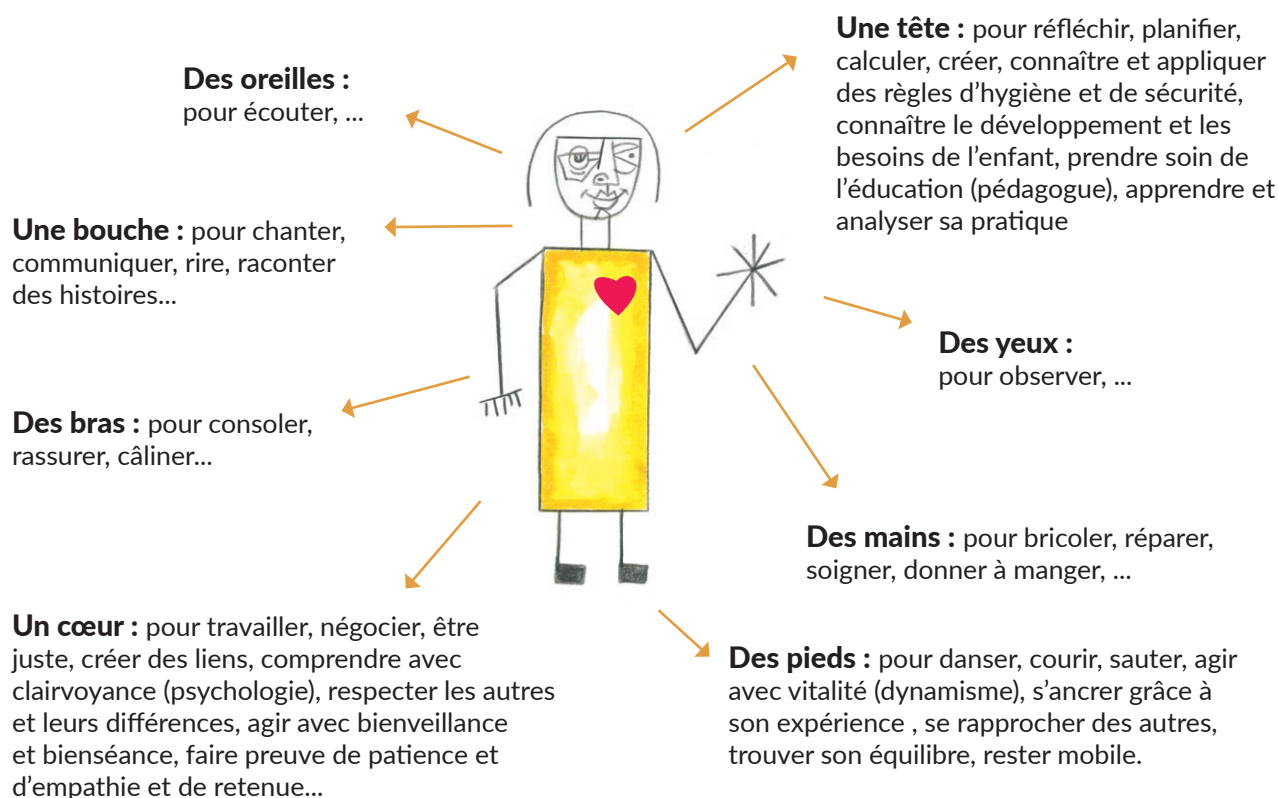 Une tête : pour réfléchir, planifier,
calculer, créer, connaître et appliquer
des règles d’hygiène et de sécurité,
connaître le développement et les
besoins de l’enfant, prendre soin de
l’éducation (pédagogue), apprendre et
analyser sa pratique
Des oreilles :
pour écouter, ...
Une bouche : pour chanter,
communiquer, rire, raconter
des histoires...
Des yeux :
pour observer, ...
Des bras : pour consoler,
rassurer, câliner...
Des mains : pour bricoler, réparer,
soigner, donner à manger, ...
Un cœur : pour travailler, négocier, être
juste, créer des liens, comprendre avec
clairvoyance (psychologie), respecter les autres
et leurs différences, agir avec bienveillance
et bienséance, faire preuve de patience et
d’empathie et de retenue...
Des pieds : pour danser, courir, sauter, agir
avec vitalité (dynamisme), s’ancrer grâce à
son expérience , se rapprocher des autres,
trouver son équilibre, rester mobile.